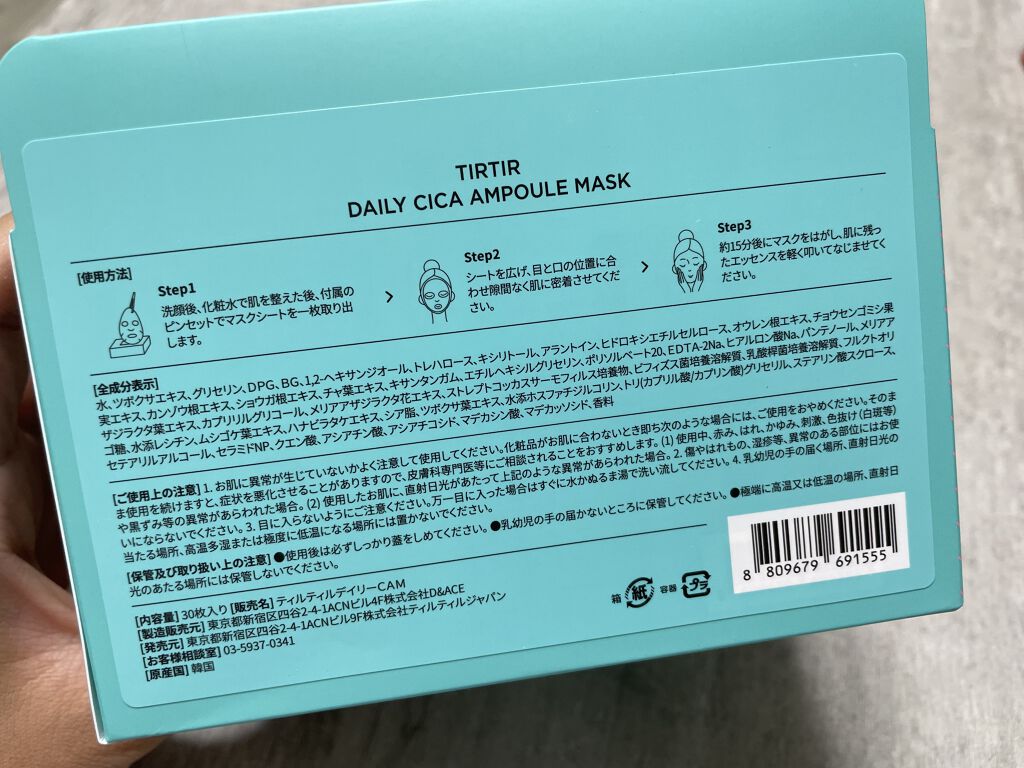 TIRTIR
DAILY CICA AMPOULE MASK
[使用方法]
Step1
洗顔後、化粧水で肌を整えた後、付属の
ピンセットでマスクシートを一枚取り出
します。
Step2
シートを広げ、目と口の位置に合
わせ隙間なく肌に密着させてくだ
さい。
Step3
約15分後にマスクをはがし、肌に残っ
たエッセンスを軽く叩いてなじませてく
ださい。
[全成分表示]
水、ツボクサエキス、グリセリン、DPG、BG、1,2-ヘキサンジオール、トレハロース、キシリトール、アラントイン、ヒドロキシエチルセルロース、オウレン根エキス、チョウセンゴミシ果
実エキス、カンゾウ根エキス、ショウガ根エキス、チャ葉エキス、キサンタンガム、エチルヘキシルグリセリン、ポリソルベート20、EDTA-2Na、ヒアルロン酸Na、パンテノール、メリアア
ザジラクタ葉エキス、カプリリルグリコール、メリアアザジラクタ花エキス、ストレプトコッカスサーモフィルス培養物、ビフィズス菌培養溶解質、乳酸桿菌培養溶解質、フルクトオリ
ゴ糖、水添レシチン、ムシゴケ葉エキス、ハナビラタケエキス、シア脂、ツボクサ葉エキス、水添ホスファチジルコリン、トリ(カプリル酸/カプリン酸)グリセリル、ステアリン酸スクロース、
セテアリルアルコール、セラミドNP、クエン酸、アシアチン酸、アシアチコシド、マデカシン酸、マデカッソシド、香料
[ご使用上の注意] 1. お肌に異常が生じていないかよく注意して使用してください。化粧品がお肌に合わないとき即ち次のような場合には、ご使用をおやめください。そのま
ま使用を続けますと、症状を悪化させることがありますので、皮膚科専門医等にご相談されることをおすすめします。(1) 使用中、赤み、はれ、かゆみ、刺激、色抜け(白斑等)
や黒ずみ等の異常があらわれた場合。(2) 使用したお肌に、直射日光があたって上記のような異常があらわれた場合。2. 傷やはれもの、湿疹等、異常のある部位にはお使
いにならないでください。3. 目に入らないようにご注意ください。万一目に入った場合はすぐに水かぬるま湯で洗い流してください。4. 乳幼児の手の届く場所、直射日光の
当たる場所、高温多湿または極度に低温になる場所には置かないでください。
[保管及び取り扱い上の注意] ●使用後は必ずしっかり蓋をしめてください。●乳幼児の手の届かないところに保管してください。●極端に高温又は低温の場所、直射日
光のあたる場所には保管しないでください。
[内容量] 30枚入り [販売名] ティルティルデイリーCAM
[製造販売元] 東京都新宿区四谷2-4-1ACNビル4F株式会社D&ACE
[発売元] 東京都新宿区四谷2-4-1ACNビル9F株式会社ティルティルジャパン
[お客様相談室] 03-5937-0341
[原産国] 韓国
箱 紙 容器 プラ
8 809679 691555